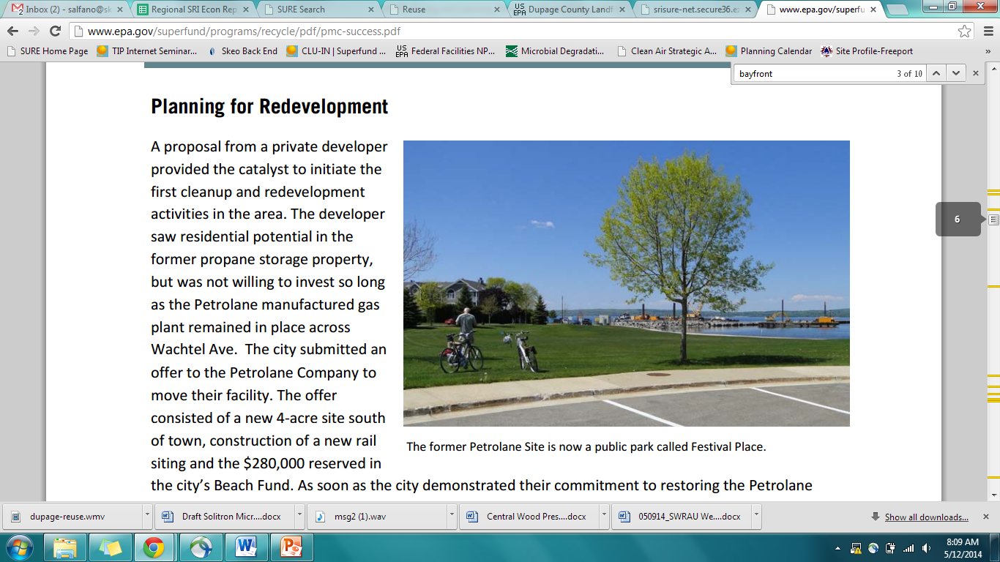 Inbox (2) - salfano@sk
Regional SRI Econ Rep
SURE Search
Reuse
US EPA Dupage County Landf
srisure-net.secure36.ez
www.epa.gov/superfu
www.epa.gov/superfund/programs/recycle/pdf/pmc-success.pdf
SURE Home Page
TIP Internet Seminar...
Skeo Back End
CLU-IN | Superfund ...
US EPA Federal Facilities NP...
Microbial Degradati...
Clean Air Strategic A...
Planning Calendar
Site Profile-Freeport
»
bayfront 3 of 10
Planning for Redevelopment
A proposal from a private developer
provided the catalyst to initiate the
first cleanup and redevelopment
activities in the area. The developer
saw residential potential in the
former propane storage property,
but was not willing to invest so long
as the Petrolane manufactured gas
plant remained in place across
Wachtel Ave. The city submitted an
offer to the Petrolane Company to
move their facility. The offer
consisted of a new 4-acre site south
of town, construction of a new rail
siting and the $280,000 reserved in
the city’s Beach Fund. As soon as the city demonstrated their commitment to restoring the Petrolane
The former Petrolane Site is now a public park called Festival Place.
6
dupage-reuse.wmv
Draft Solitron Micr....docx
msg2 (1).wav
Central Wood Pres....docx
050914_SWRAU We....docx
Show all downloads...
8:09 AM
5/12/2014